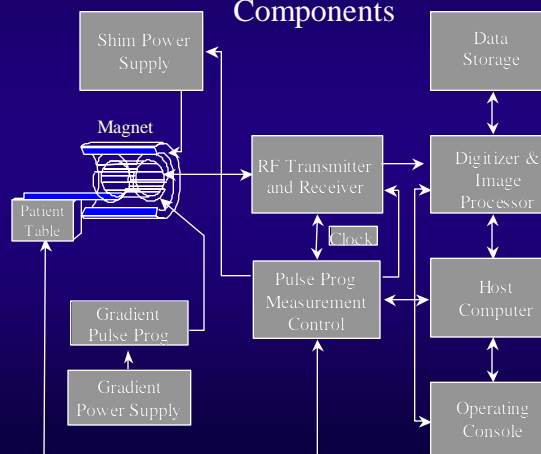 Components
Shim Power
Supply
Data
Storage
Magnet
RF Transmitter
and Receiver
Digitizer &
Image
Processor
Patient
Table
Clock
Pulse Prog
Measurement
Control
Host
Computer
Gradient
Pulse Prog
Gradient
Power Supply
Operating
Console